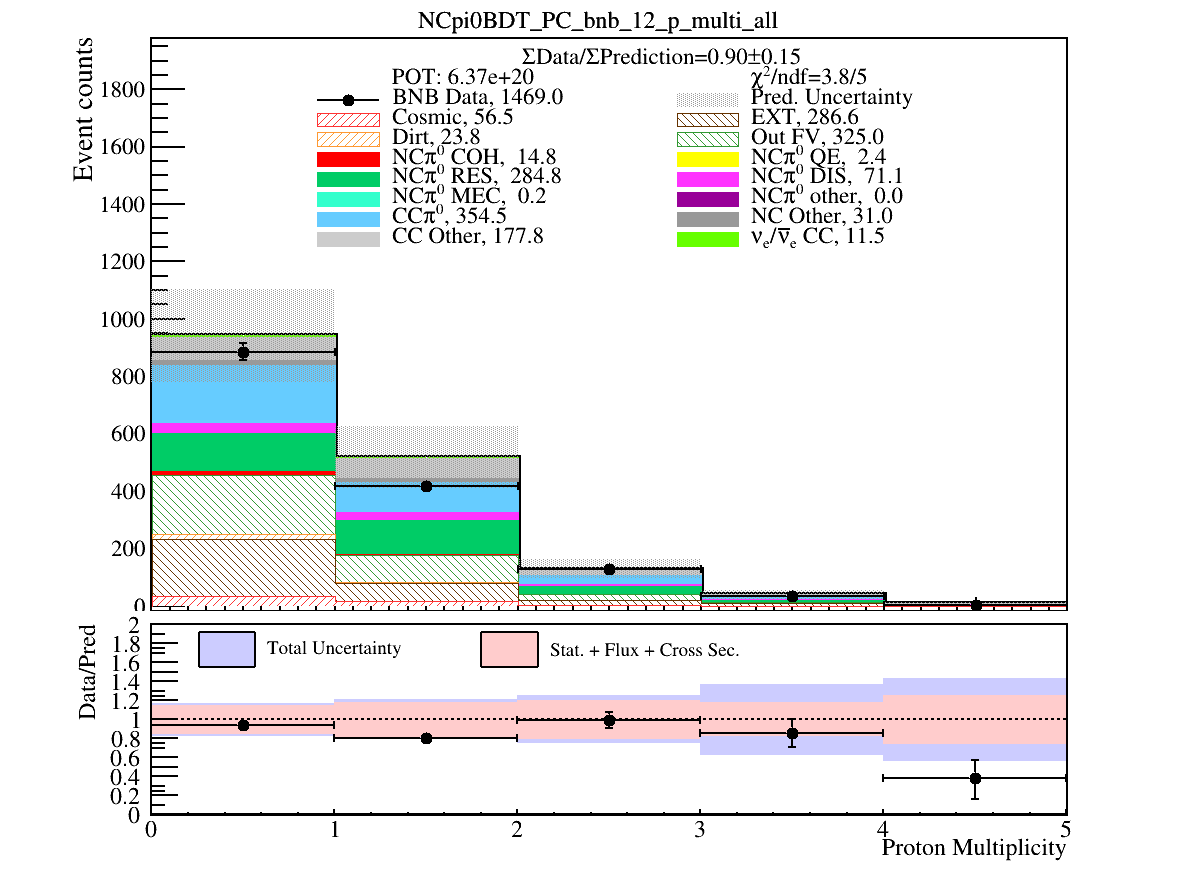 NCpi0BDT_PC_bnb_12_p_multi_all
ΣData/ΣPrediction=0.90±0.15
POT: 6.37e+20 χ²/ndf=3.8/5
BNB Data, 1469.0 Pred. Uncertainty
Cosmic, 56.5 EXT, 286.6
Dirt, 23.8 Out FV, 325.0
NCπ⁰ COH, 14.8 NCπ⁰ QE, 2.4
NCπ⁰ RES, 284.8 NCπ⁰ DIS, 71.1
NCπ⁰ MEC, 0.2 NCπ⁰ other, 0.0
CCπ⁰, 354.5 NC Other, 31.0
CC Other, 177.8 νₑ/ν̅ₑ CC, 11.5
Event counts
1800
1600
1400
1200
1000
800
600
400
200
0
Total Uncertainty Stat. + Flux + Cross Sec.
Data/Pred
2
1.8
1.6
1.4
1.2
1
0.8
0.6
0.4
0.2
0
0 1 2 3 4 5
Proton Multiplicity